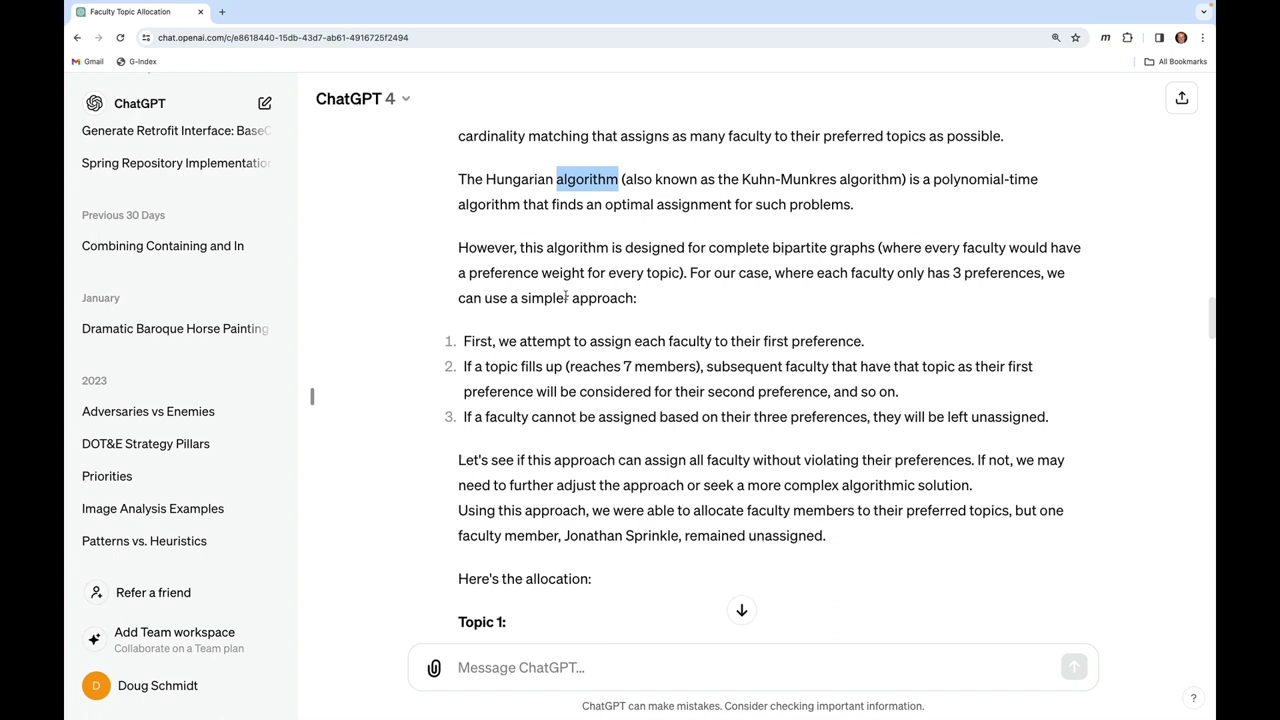 Faculty Topic Allocation
chat.openai.com/c/e8618440-15db-43d7-ab61-4916725f2494
m
Gmail
G-Index
All Bookmarks
ChatGPT
Generate Retrofit Interface: BaseC
Spring Repository Implementation
Previous 30 Days
Combining Containing and In
January
Dramatic Baroque Horse Painting
2023
Adversaries vs Enemies
DOT&E Strategy Pillars
Priorities
Image Analysis Examples
Patterns vs. Heuristics
Refer a friend
Add Team workspace
Collaborate on a Team plan
D
Doug Schmidt
ChatGPT 4
cardinality matching that assigns as many faculty to their preferred topics as possible.
The Hungarian algorithm (also known as the Kuhn-Munkres algorithm) is a polynomial-time
algorithm that finds an optimal assignment for such problems.
However, this algorithm is designed for complete bipartite graphs (where every faculty would have
a preference weight for every topic). For our case, where each faculty only has 3 preferences, we
can use a simpler approach:
1. First, we attempt to assign each faculty to their first preference.
2. If a topic fills up (reaches 7 members), subsequent faculty that have that topic as their first
preference will be considered for their second preference, and so on.
3. If a faculty cannot be assigned based on their three preferences, they will be left unassigned.
Let's see if this approach can assign all faculty without violating their preferences. If not, we may
need to further adjust the approach or seek a more complex algorithmic solution.
Using this approach, we were able to allocate faculty members to their preferred topics, but one
faculty member, Jonathan Sprinkle, remained unassigned.
Here's the allocation:
Topic 1:
Message ChatGPT...
ChatGPT can make mistakes. Consider checking important information.
?